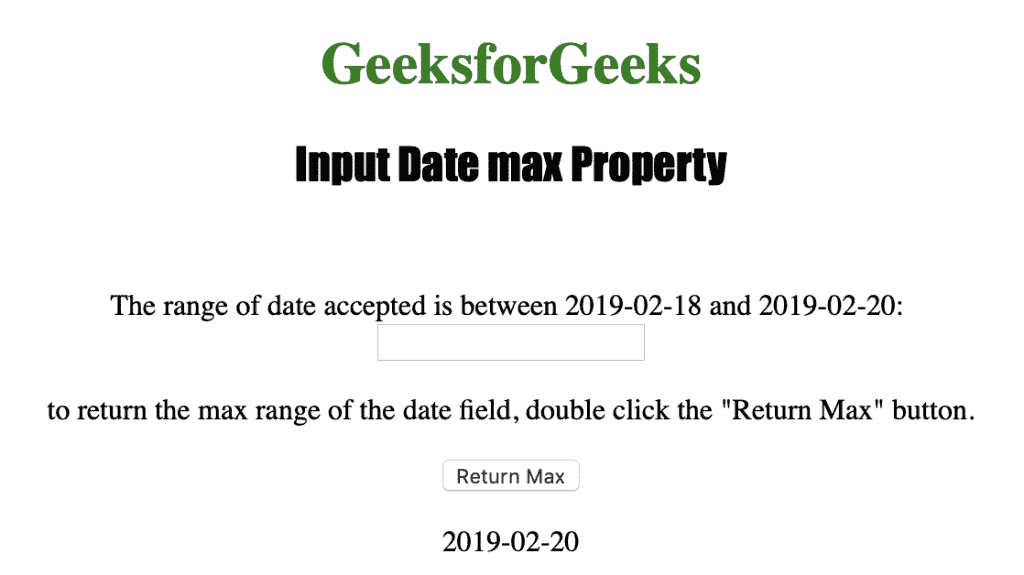 GeeksforGeeks
Input Date max Property
The range of date accepted is between 2019-02-18 and 2019-02-20:
to return the max range of the date field, double click the "Return Max" button.
Return Max
2019-02-20